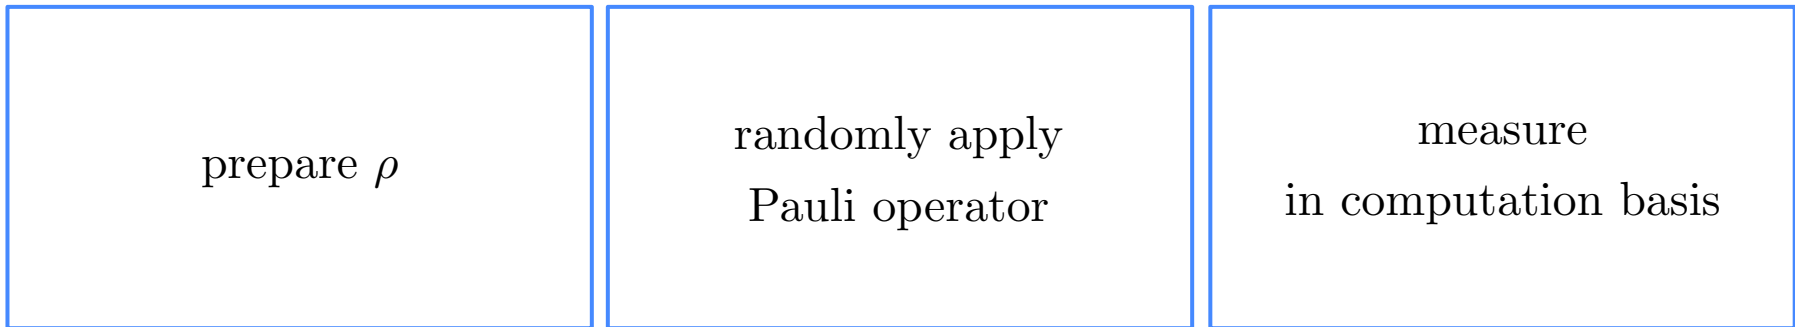 prepare ρ
randomly apply
Pauli operator
measure
in computation basis